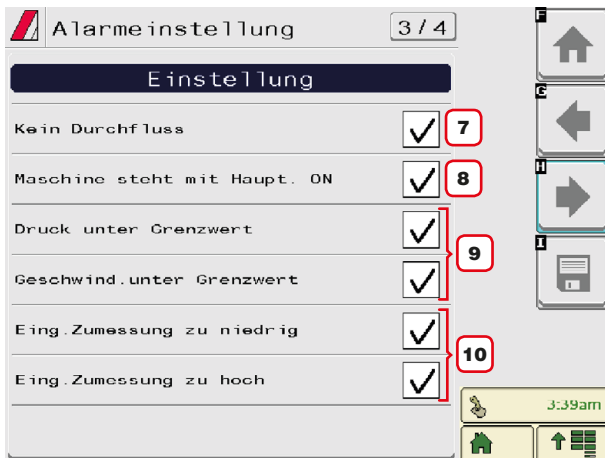 Alarmeinstellung 3/4
Einstellung
Kein Durchfluss 7
Maschine steht mit Haupt. ON 8
Druck unter Grenzwert
9
Geschwind.unter Grenzwert
Eing.Zumessung zu niedrig
10
Eing.Zumessung zu hoch
F
G
H
I
3:39am